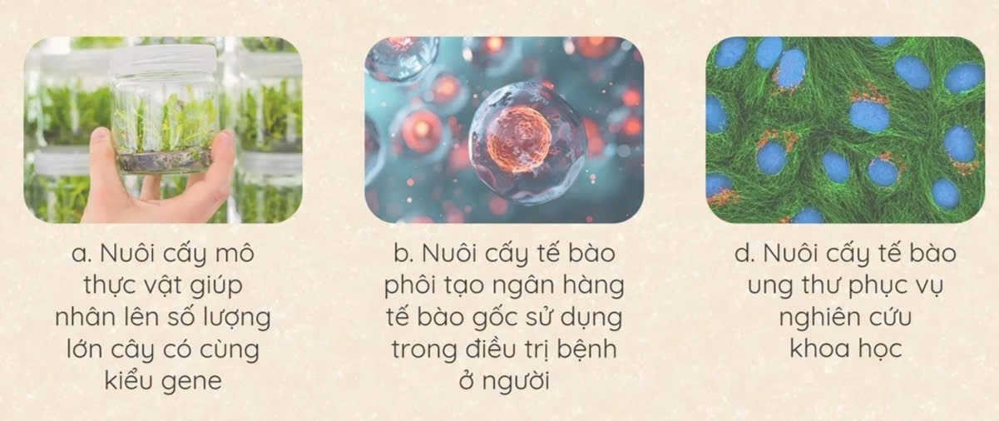 a. Nuôi cấy mô
thực vật giúp
nhân lên số lượng
lớn cây có cùng
kiểu gene
b. Nuôi cấy tế bào
phôi tạo ngân hàng
tế bào gốc sử dụng
trong điều trị bệnh
ở người
d. Nuôi cấy tế bào
ung thư phục vụ
nghiên cứu
khoa học